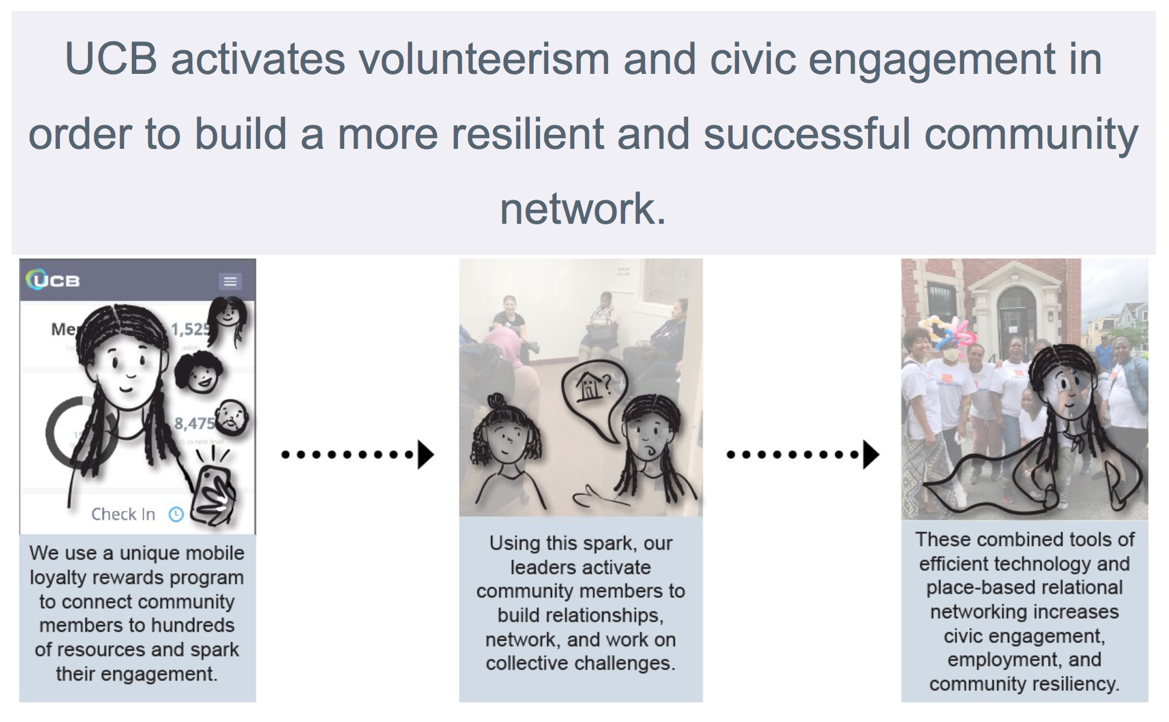 UCB activates volunteerism and civic engagement in
order to build a more resilient and successful community
network.
UCB
1,525
8,475
Check In
We use a unique mobile
loyalty rewards program
to connect community
members to hundreds
of resources and spark
their engagement.
?
Using this spark, our
leaders activate
community members to
build relationships,
network, and work on
collective challenges.
These combined tools of
efficient technology and
place-based relational
networking increases
civic engagement,
employment, and
community resiliency.